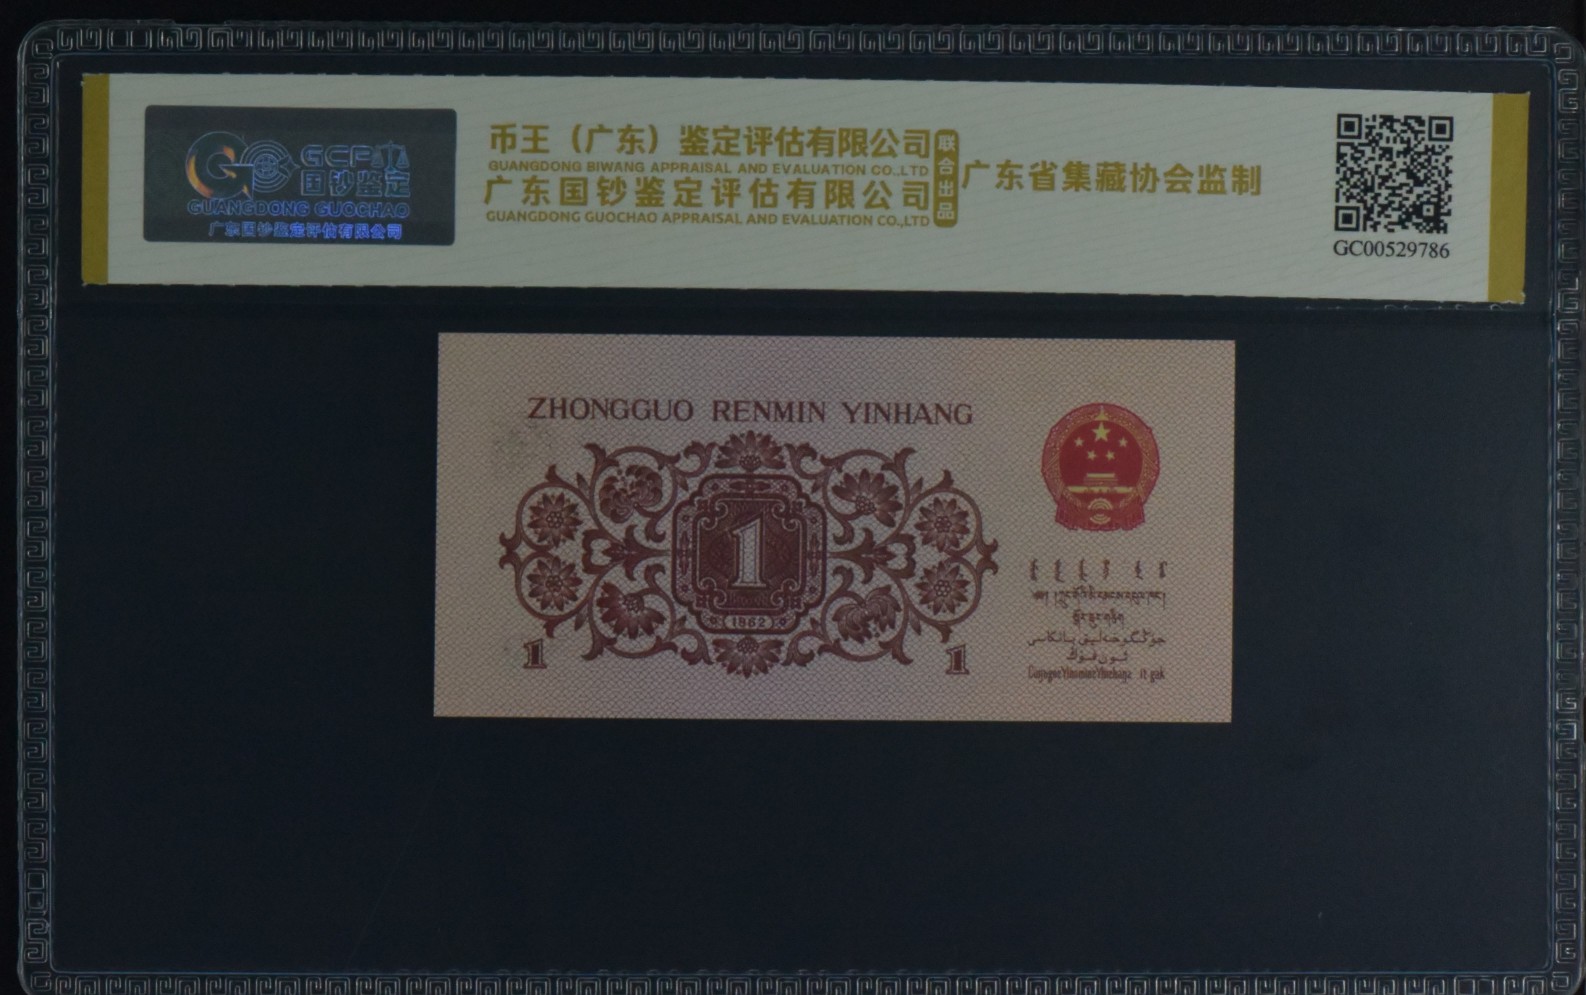 GCP
国钞鉴定
GUANGDONG GUOCHAO
广东国钞鉴定评估有限公司
币王（广东）鉴定评估有限公司
GUANGDONG BIWANG APPRAISAL AND EVALUATION CO.,LTD
广东国钞鉴定评估有限公司
GUANGDONG GUOCHAO APPRAISAL AND EVALUATION CO.,LTD
联合出品
广东省集藏协会监制
GC00529786
ZHONGGUO RENMIN YINHANG
1
1962
1 1